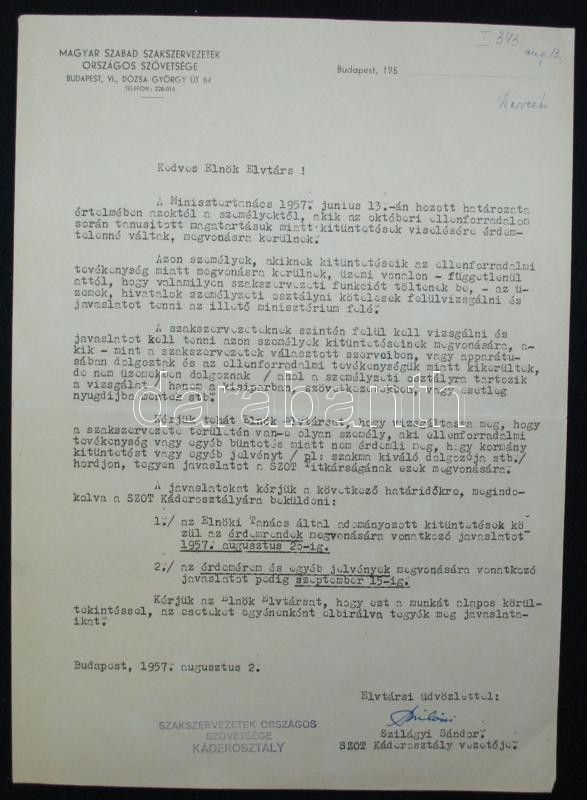 I 343
aug 13.
MAGYAR SZABAD SZAKSZERVEZETEK
ORSZÁGOS SZÖVETSÉGE
BUDAPEST, VI., DÓZSA GYÖRGY ÚT 84
TELEFON: 228-016
Budapest, 195
Kedves Elnök Elvtárs !
A Minisztertanács 1957. junius 13.-án hozott határozata
értelmében azoktól a személyektől, akik az októberi ellenforradalom
során tanusitott magatartásuk miatt kitüntetések viselésére érdem-
telenné váltak, megvonásra kerülnek.
Azon személyek, akiknek kitüntetéseik az ellenforradalmi
tevékenység miatt megvonásra kerülnek, üzemi vonalon - függetlenül
attól, hogy valamilyen szakszervezeti funkciót töltenek be, - az ü-
zemek, hivatalok személyzeti osztályai kötelesek felülvizsgálni és
javaslatot tenni az illető minisztérium felé.
A szakszervezeteknek szintén felül kell vizsgálni és
javaslatot kell tenni azon személyek kitüntetéseinek megvonására, a-
kik - mint a szakszervezetek választott szerveiben, vagy apparátu-
sában dolgoztak és az ellenforradalmi tevékenységük miatt kikerültek,
de nem üzemekben dolgoznak / ahol a személyzeti osztályra tartozik
a vizsgálat / hanem a kisiparban, szövetkezetekben, vagy esetleg
nyugdijbamentek stb.
Kérjük tehát Elnök Elvtársat, hogy vizsgáltassa meg, hogy
a szakszervezete területén van-e olyan személy, aki ellenforradalmi
tevékenység vagy egyéb büntetés miatt nem érdemli meg, hogy kormány
kitüntetést vagy egyéb jelvényt / pl: szakma kiváló dolgozója stb./
hordjon, tegyen javaslatot a SZOT Titkárságának ezek megvonására.
A javaslatokat kérjük a következő határidőkre, megindo-
kolva a SZOT Káderosztályára beküldeni:
1./ az Elnöki Tanács által adományozott kitüntetések kö
zül az érdemrendek megvonására vonatkozó javaslatot
1957. augusztus 25-ig.
2./ az érdemérem és egyéb jelvények megvonására vonatkozó
javaslatot pedig szeptember 15-ig.
Kérjük az Elnök Elvtársat, hogy ezt a munkát alapos körül-
tekintéssel, az eseteket egyénenként elbirálva tegyék meg javaslata-
ikat.
Budapest, 1957. augusztus 2.
Elvtársi üdvözlettel:
Szilágyi Sándor
SZOT Káderosztály vezetője.
SZAKSZERVEZETEK ORSZÁGOS
SZÖVETSÉGE
KÁDEROSZTÁLY
darabanth